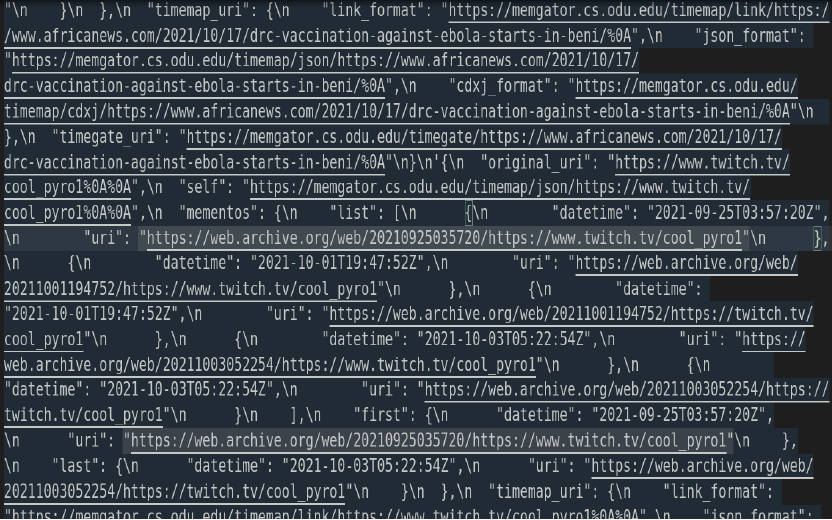 "\n    }\n  },\n  "timemap_uri": {\n    "link_format": "https://memgator.cs.odu.edu/timemap/link/https:/
/www.africanews.com/2021/10/17/drc-vaccination-against-ebola-starts-in-beni/%0A",\n    "json_format":
"https://memgator.cs.odu.edu/timemap/json/https://www.africanews.com/2021/10/17/
drc-vaccination-against-ebola-starts-in-beni/%0A",\n    "cdxj_format": "https://memgator.cs.odu.edu/
timemap/cdxj/https://www.africanews.com/2021/10/17/drc-vaccination-against-ebola-starts-in-beni/%0A"\n
},\n  "timegate_uri": "https://memgator.cs.odu.edu/timegate/https://www.africanews.com/2021/10/17/
drc-vaccination-against-ebola-starts-in-beni/%0A"\n}\n'{\n  "original_uri": "https://www.twitch.tv/
cool_pyro1%0A%0A",\n  "self": "https://memgator.cs.odu.edu/timemap/json/https://www.twitch.tv/
cool_pyro1%0A%0A",\n  "mementos": {\n    "list": [\n      {\n        "datetime": "2021-09-25T03:57:20Z",
\n        "uri": "https://web.archive.org/web/20210925035720/https://www.twitch.tv/cool_pyro1"\n      },
\n      {\n        "datetime": "2021-10-01T19:47:52Z",\n        "uri": "https://web.archive.org/web/
20211001194752/https://www.twitch.tv/cool_pyro1"\n      },\n      {\n        "datetime":
"2021-10-01T19:47:52Z",\n        "uri": "https://web.archive.org/web/20211001194752/https://twitch.tv/
cool_pyro1"\n      },\n      {\n        "datetime": "2021-10-03T05:22:54Z",\n        "uri": "https://
web.archive.org/web/20211003052254/https://www.twitch.tv/cool_pyro1"\n      },\n      {\n
"datetime": "2021-10-03T05:22:54Z",\n        "uri": "https://web.archive.org/web/20211003052254/https://
twitch.tv/cool_pyro1"\n      }\n    ],\n    "first": {\n      "datetime": "2021-09-25T03:57:20Z",
\n      "uri": "https://web.archive.org/web/20210925035720/https://www.twitch.tv/cool_pyro1"\n    },
\n    "last": {\n      "datetime": "2021-10-03T05:22:54Z",\n      "uri": "https://web.archive.org/web/
20211003052254/https://twitch.tv/cool_pyro1"\n    }\n  },\n  "timemap_uri": {\n    "link_format":
"https://memgator.cs.odu.edu/timemap/link/https://www.twitch.tv/cool_pyro1%0A%0A",\n    "json_format":